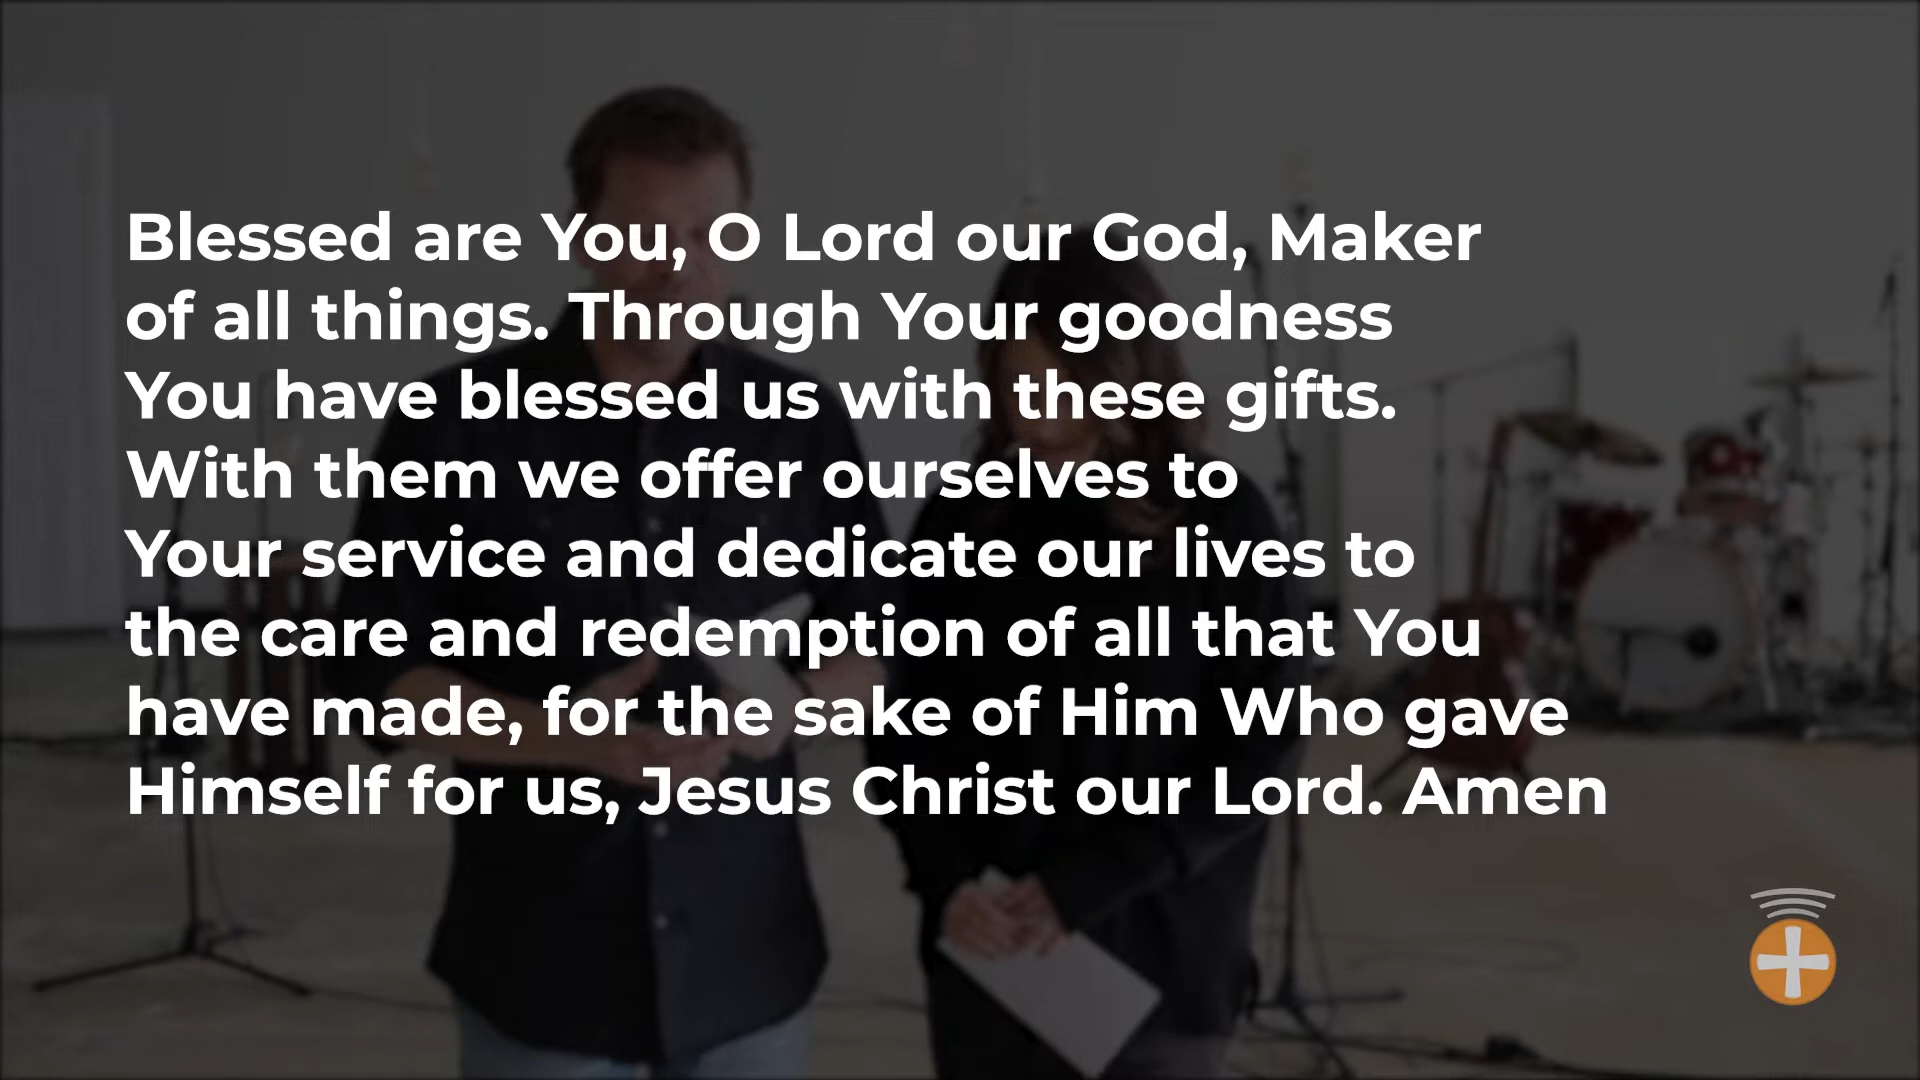 Blessed are You, O Lord our God, Maker
of all things. Through Your goodness
You have blessed us with these gifts.
With them we offer ourselves to
Your service and dedicate our lives to
the care and redemption of all that You
have made, for the sake of Him Who gave
Himself for us, Jesus Christ our Lord. Amen